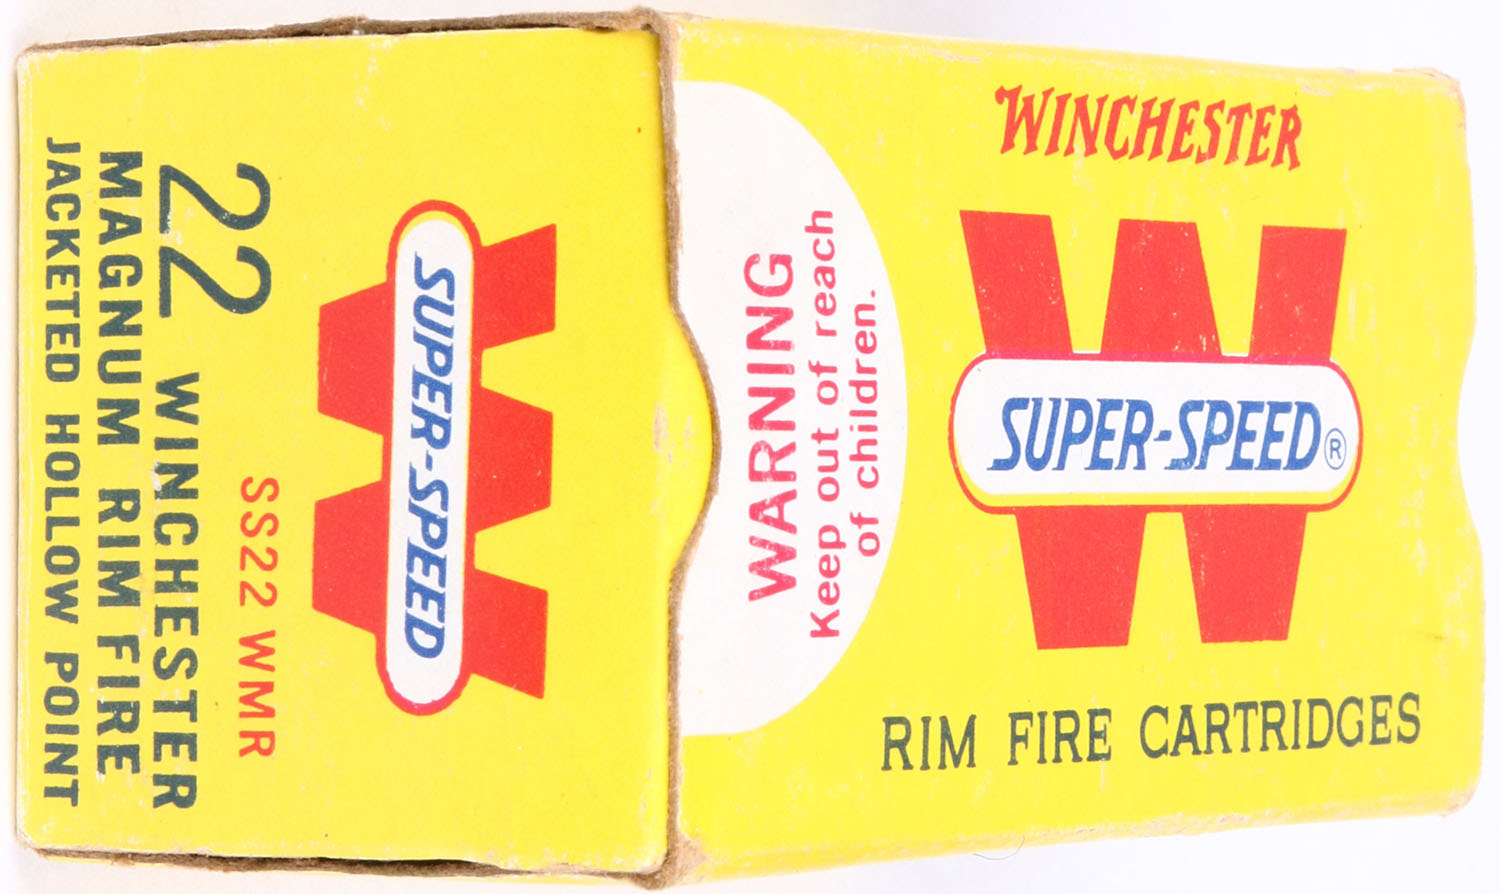 WINCHESTER
SUPER-SPEED®
RIM FIRE CARTRIDGES
WARNING
Keep out of reach
of children.
SUPER-SPEED
SS22 WMR
22 WINCHESTER
MAGNUM RIM FIRE
JACKETED HOLLOW POINT